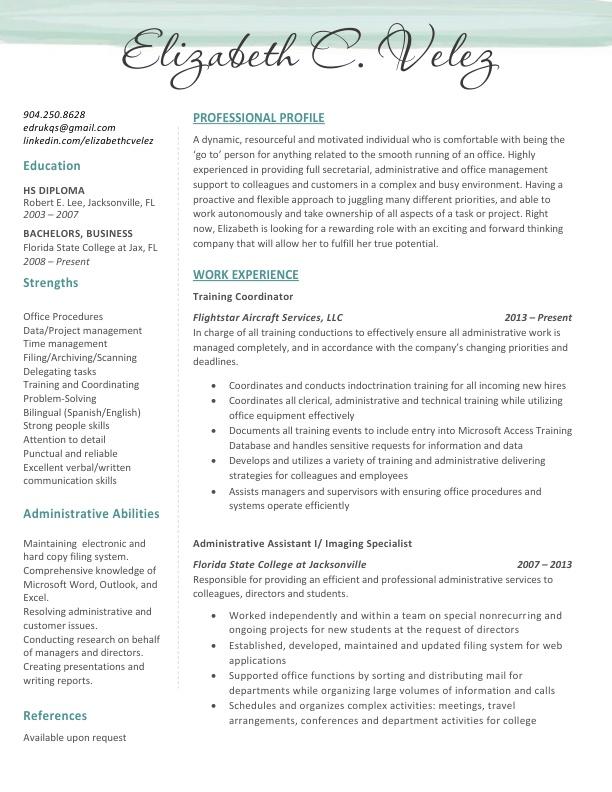 Elizabeth C. Velez
904.250.8628
edrukqs@gmail.com
linkedin.com/elizabethcvelez
Education
HS DIPLOMA
Robert E. Lee, Jacksonville, FL
2003 – 2007
BACHELORS, BUSINESS
Florida State College at Jax, FL
2008 – Present
Strengths
Office Procedures
Data/Project management
Time management
Filing/Archiving/Scanning
Delegating tasks
Training and Coordinating
Problem-Solving
Bilingual (Spanish/English)
Strong people skills
Attention to detail
Punctual and reliable
Excellent verbal/written
communication skills
Administrative Abilities
Maintaining electronic and
hard copy filing system.
Comprehensive knowledge of
Microsoft Word, Outlook, and
Excel.
Resolving administrative and
customer issues.
Conducting research on behalf
of managers and directors.
Creating presentations and
writing reports.
References
Available upon request
PROFESSIONAL PROFILE
A dynamic, resourceful and motivated individual who is comfortable with being the
‘go to’ person for anything related to the smooth running of an office. Highly
experienced in providing full secretarial, administrative and office management
support to colleagues and customers in a complex and busy environment. Having a
proactive and flexible approach to juggling many different priorities, and able to
work autonomously and take ownership of all aspects of a task or project. Right
now, Elizabeth is looking for a rewarding role with an exciting and forward thinking
company that will allow her to fulfill her true potential.
WORK EXPERIENCE
Training Coordinator
Flightstar Aircraft Services, LLC 2013 – Present
In charge of all training conductions to effectively ensure all administrative work is
managed completely, and in accordance with the company’s changing priorities and
deadlines.
• Coordinates and conducts indoctrination training for all incoming new hires
• Coordinates all clerical, administrative and technical training while utilizing
office equipment effectively
• Documents all training events to include entry into Microsoft Access Training
Database and handles sensitive requests for information and data
• Develops and utilizes a variety of training and administrative delivering
strategies for colleagues and employees
• Assists managers and supervisors with ensuring office procedures and
systems operate efficiently
Administrative Assistant I/ Imaging Specialist
Florida State College at Jacksonville 2007 – 2013
Responsible for providing an efficient and professional administrative services to
colleagues, directors and students.
• Worked independently and within a team on special nonrecurring and
ongoing projects for new students at the request of directors
• Established, developed, maintained and updated filing system for web
applications
• Supported office functions by sorting and distributing mail for
departments while organizing large volumes of information and calls
• Schedules and organizes complex activities: meetings, travel
arrangements, conferences and department activities for college